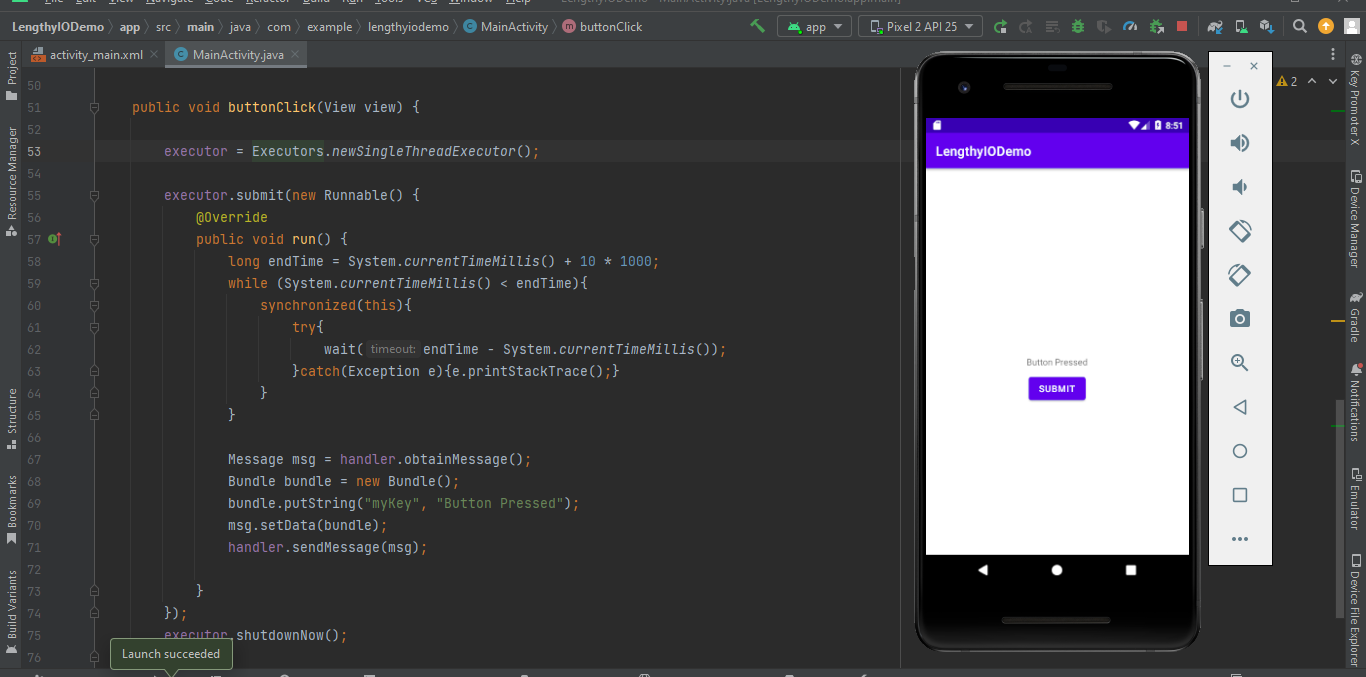 LengthyIODemo app src main java com example lengthyiodemo MainActivity buttonClick
app
Pixel 2 API 25
activity_main.xml
MainActivity.java
2
Project
Resource Manager
Structure
Bookmarks
Build Variants
50
51 public void buttonClick(View view) {
52
53 executor = Executors.newSingleThreadExecutor();
54
55 executor.submit(new Runnable() {
56 @Override
57 public void run() {
58 long endTime = System.currentTimeMillis() + 10 * 1000;
59 while (System.currentTimeMillis() < endTime){
60 synchronized(this){
61 try{
62 wait( timeout: endTime - System.currentTimeMillis());
63 }catch(Exception e){e.printStackTrace();}
64 }
65 }
66
67 Message msg = handler.obtainMessage();
68 Bundle bundle = new Bundle();
69 bundle.putString("myKey", "Button Pressed");
70 msg.setData(bundle);
71 handler.sendMessage(msg);
72
73 }
74 });
75 executor.shutdownNow();
76
Launch succeeded
8:51
LengthyIODemo
Button Pressed
SUBMIT
Key Promoter X
Device Manager
Gradle
Notifications
Emulator
Device File Explorer